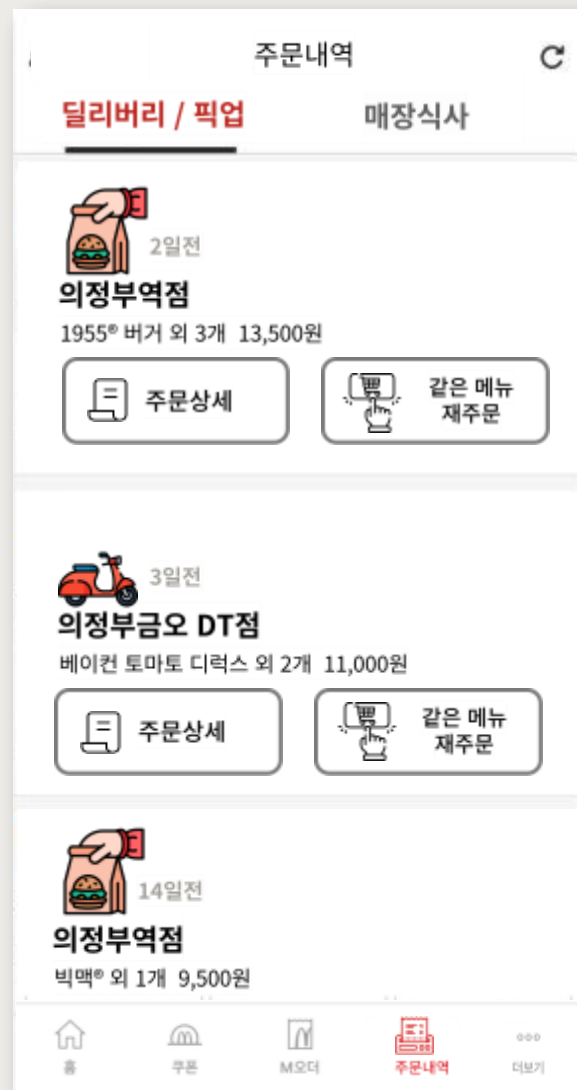 주문내역
딜리버리 / 픽업
매장식사
2일전
의정부역점
1955® 버거 외 3개 13,500원
주문상세
같은 메뉴
재주문
3일전
의정부금오 DT점
베이컨 토마토 디럭스 외 2개 11,000원
주문상세
같은 메뉴
재주문
14일전
의정부역점
빅맥® 외 1개 9,500원
홈
쿠폰
M오더
주문내역
더보기